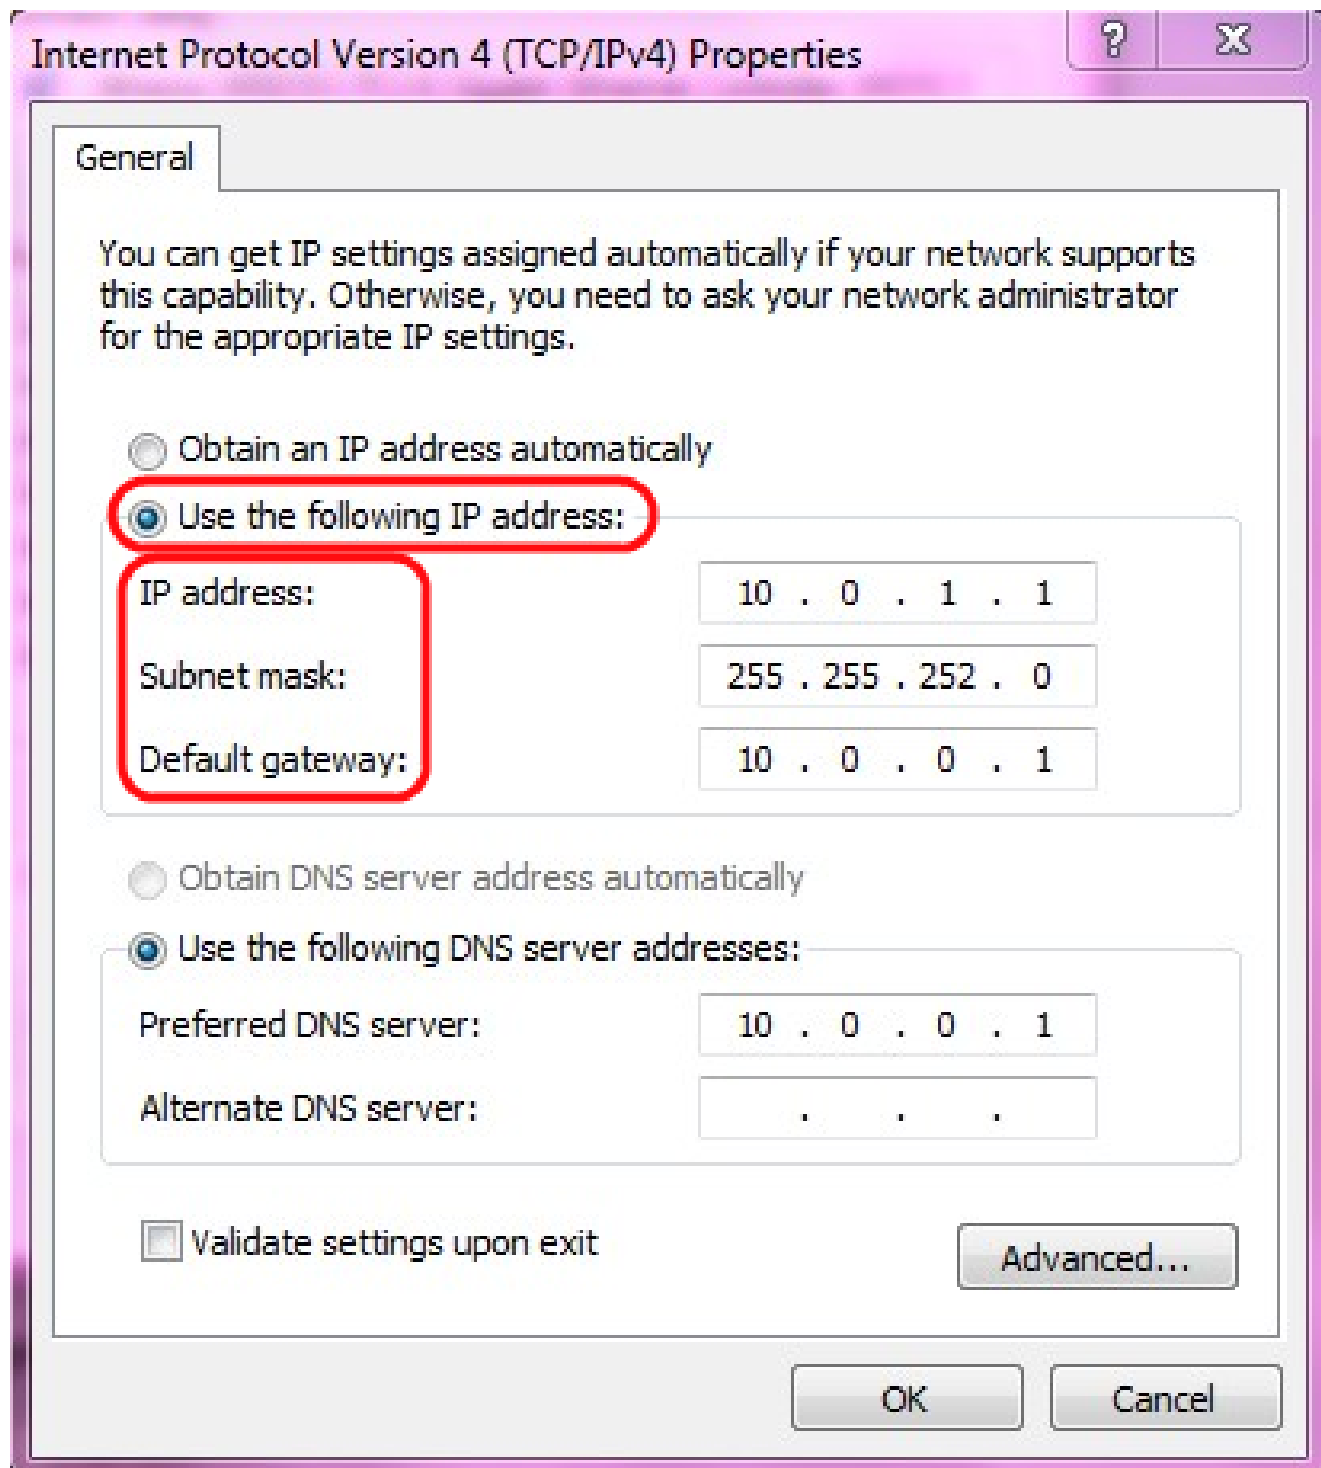 Internet Protocol Version 4 (TCP/IPv4) Properties
General
You can get IP settings assigned automatically if your network supports
this capability. Otherwise, you need to ask your network administrator
for the appropriate IP settings.
Obtain an IP address automatically
Use the following IP address:
IP address: 10 . 0 . 1 . 1
Subnet mask: 255 . 255 . 252 . 0
Default gateway: 10 . 0 . 0 . 1
Obtain DNS server address automatically
Use the following DNS server addresses:
Preferred DNS server: 10 . 0 . 0 . 1
Alternate DNS server: . . .
Validate settings upon exit
Advanced...
OK Cancel